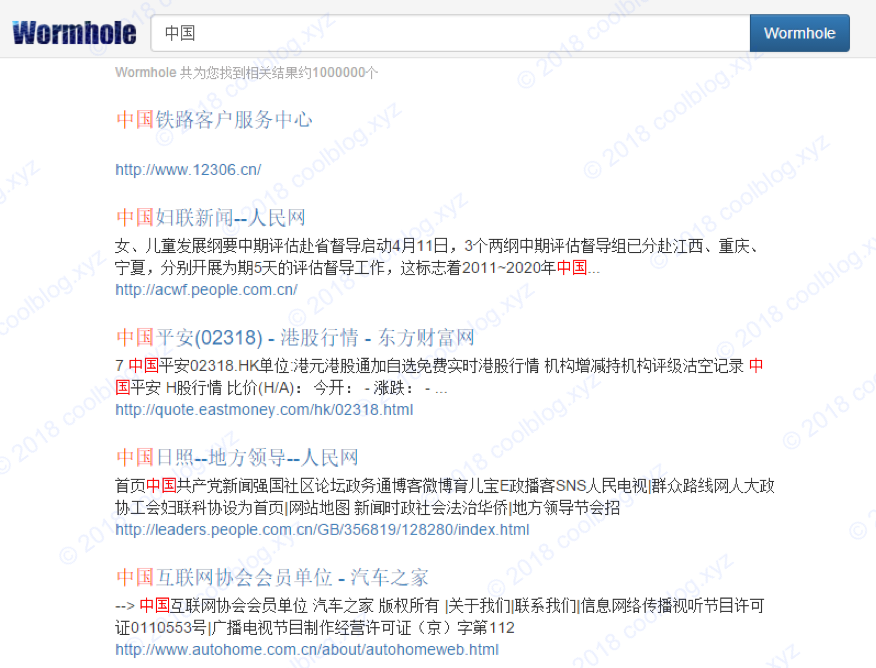 Wormhole
中国
Wormhole
Wormhole 共为您找到相关结果约1000000个
中国铁路客户服务中心
http://www.12306.cn/
中国妇联新闻--人民网
女、儿童发展纲要中期评估赴省督导启动4月11日，3个两纲中期评估督导组已分赴江西、重庆、
宁夏，分别开展为期5天的评估督导工作，这标志着2011~2020年中国...
http://acwf.people.com.cn/
中国平安(02318) - 港股行情 - 东方财富网
7 中国平安02318.HK单位:港元港股通加自选免费实时港股行情 机构增减持机构评级沽空记录 中
国平安 H股行情 比价(H/A)： 今开： - 涨跌： - ...
http://quote.eastmoney.com/hk/02318.html
中国日照--地方领导--人民网
首页中国共产党新闻强国社区论坛政务通博客微博育儿宝E政播客SNS人民电视|群众路线网人大政
协工会妇联科协设为首页|网站地图 新闻时政社会法治华侨|地方领导节会招
http://leaders.people.com.cn/GB/356819/128280/index.html
中国互联网协会会员单位 - 汽车之家
--> 中国互联网协会会员单位 汽车之家 版权所有 |关于我们|联系我们|信息网络传播视听节目许可
证0110553号|广播电视节目制作经营许可证（京）字第112
http://www.autohome.com.cn/about/autohomeweb.html
© 2018 coolblog.xyz